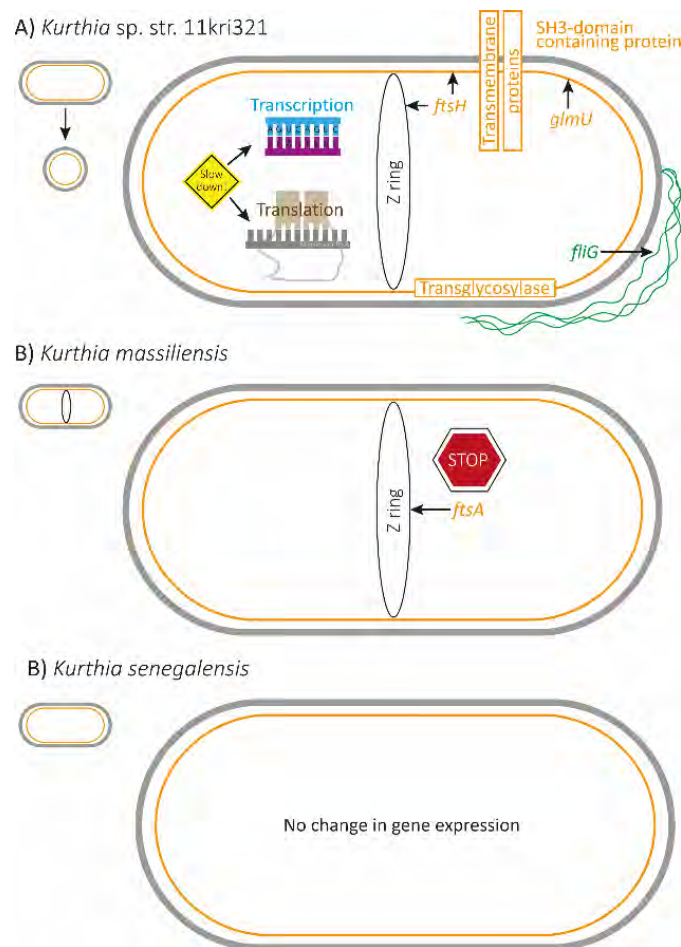 A) Kurthia sp. str. 11kri321
SH3-domain
containing protein
Transmembrane
proteins
Transcription
ftsH
glmU
Slow
down!
Z ring
Translation
fliG
Transglycosylase
B) Kurthia massiliensis
STOP
Z ring
ftsA
B) Kurthia senegalensis
No change in gene expression